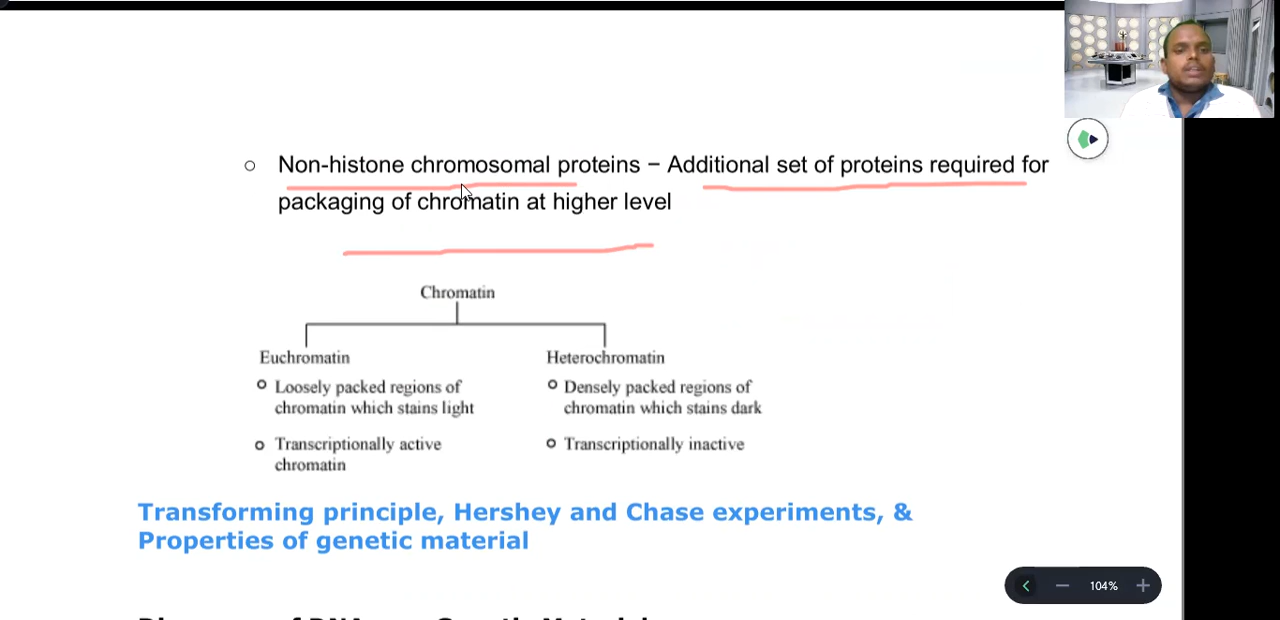 ○ Non-histone chromosomal proteins − Additional set of proteins required for
packaging of chromatin at higher level
Chromatin
Euchromatin
o Loosely packed regions of
chromatin which stains light
o Transcriptionally active
chromatin
Heterochromatin
o Densely packed regions of
chromatin which stains dark
o Transcriptionally inactive
Transforming principle, Hershey and Chase experiments, &
Properties of genetic material
104%